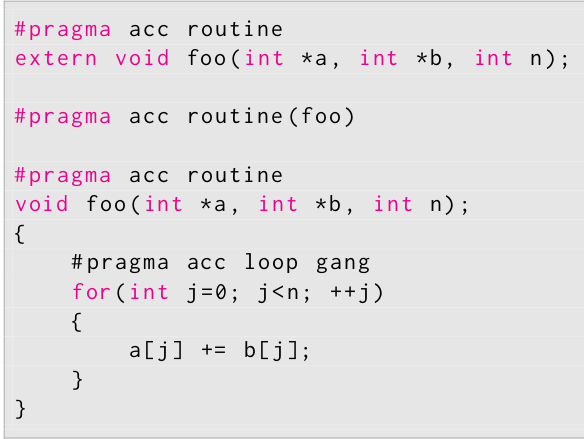 #pragma acc routine
extern void foo(int *a, int *b, int n);
#pragma acc routine(foo)
#pragma acc routine
void foo(int *a, int *b, int n);
{
    #pragma acc loop gang
    for(int j=0; j<n; ++j)
    {
        a[j] += b[j];
    }
}